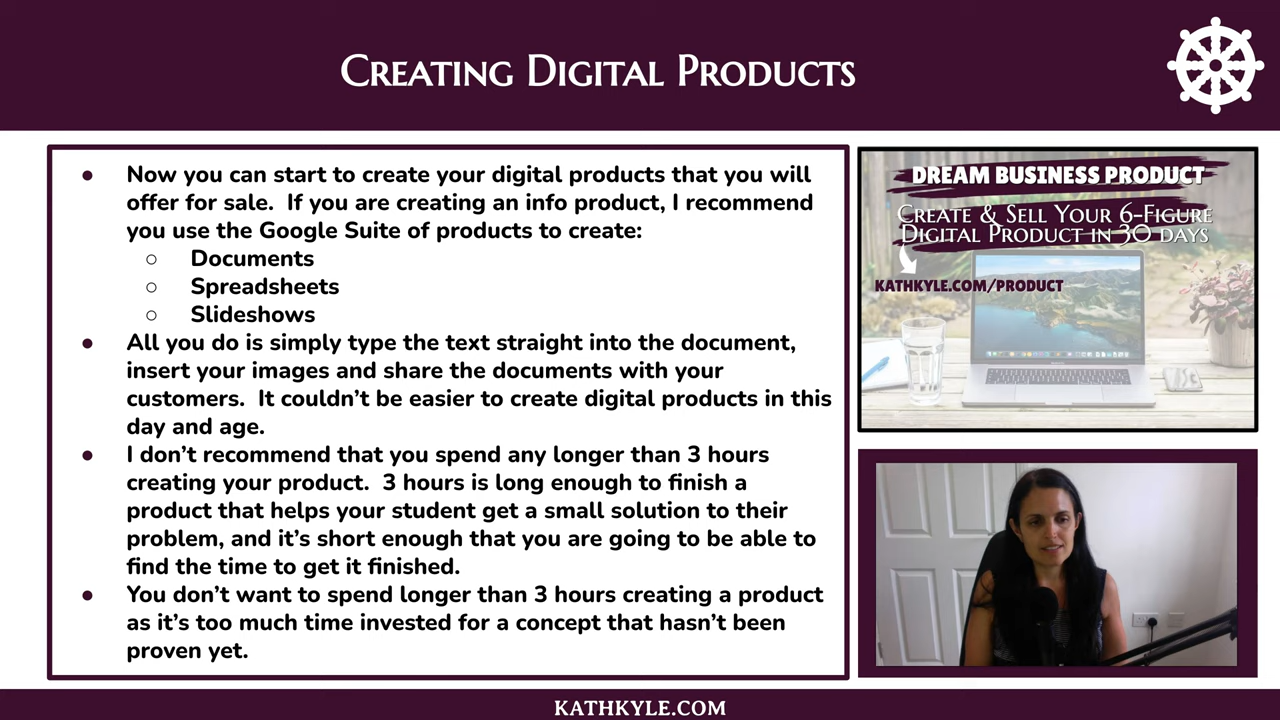 Creating Digital Products
● Now you can start to create your digital products that you will
offer for sale.  If you are creating an info product, I recommend
you use the Google Suite of products to create:
○ Documents
○ Spreadsheets
○ Slideshows
● All you do is simply type the text straight into the document,
insert your images and share the documents with your
customers.  It couldn’t be easier to create digital products in this
day and age.
● I don’t recommend that you spend any longer than 3 hours
creating your product.  3 hours is long enough to finish a
product that helps your student get a small solution to their
problem, and it’s short enough that you are going to be able to
find the time to get it finished.
● You don’t want to spend longer than 3 hours creating a product
as it’s too much time invested for a concept that hasn’t been
proven yet.
DREAM BUSINESS PRODUCT
Create & Sell Your 6-Figure
Digital Product in 30 days
KATHKYLE.COM/PRODUCT
KATHKYLE.COM